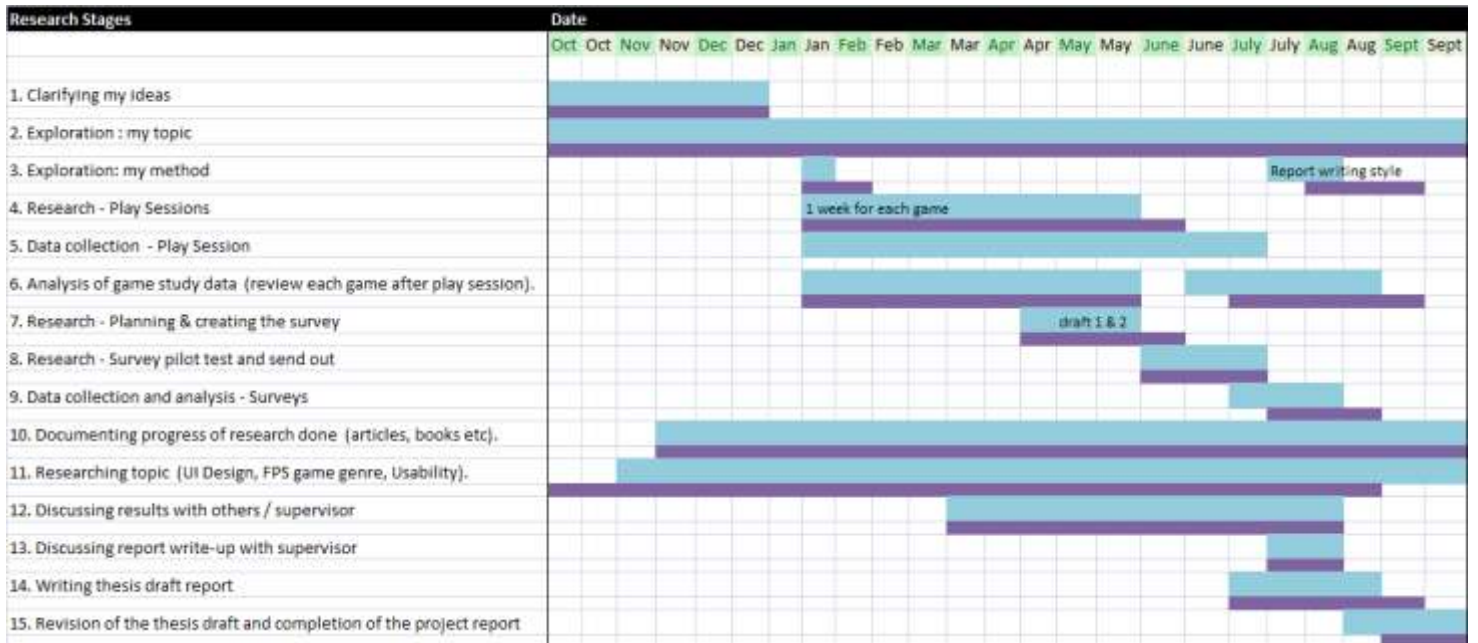 Research Stages Date
Oct Oct Nov Nov Dec Dec Jan Jan Feb Feb Mar Mar Apr Apr May May June June July July Aug Aug Sept Sept
1. Clarifying my ideas
2. Exploration : my topic
3. Exploration: my method Report writing style
4. Research - Play Sessions 1 week for each game
5. Data collection - Play Session
6. Analysis of game study data (review each game after play session).
7. Research - Planning & creating the survey draft 1 & 2
8. Research - Survey pilot test and send out
9. Data collection and analysis - Surveys
10. Documenting progress of research done (articles, books etc).
11. Researching topic (UI Design, FPS game genre, Usability).
12. Discussing results with others / supervisor
13. Discussing report write-up with supervisor
14. Writing thesis draft report
15. Revision of the thesis draft and completion of the project report